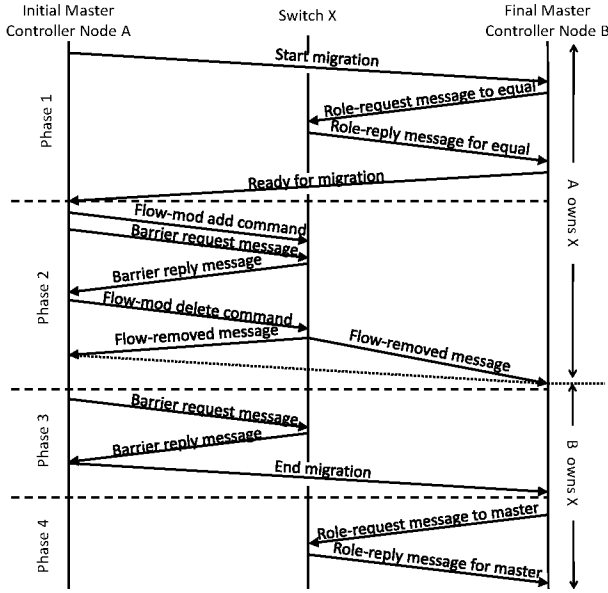 Initial Master
Controller Node A
Switch X
Final Master
Controller Node B
Phase 1
Start migration
Role-request message to equal
Role-reply message for equal
Ready for migration
A owns X
Phase 2
Flow-mod add command
Barrier request message
Barrier reply message
Flow-mod delete command
Flow-removed message
Flow-removed message
Phase 3
Barrier request message
Barrier reply message
End migration
B owns X
Phase 4
Role-request message to master
Role-reply message for master